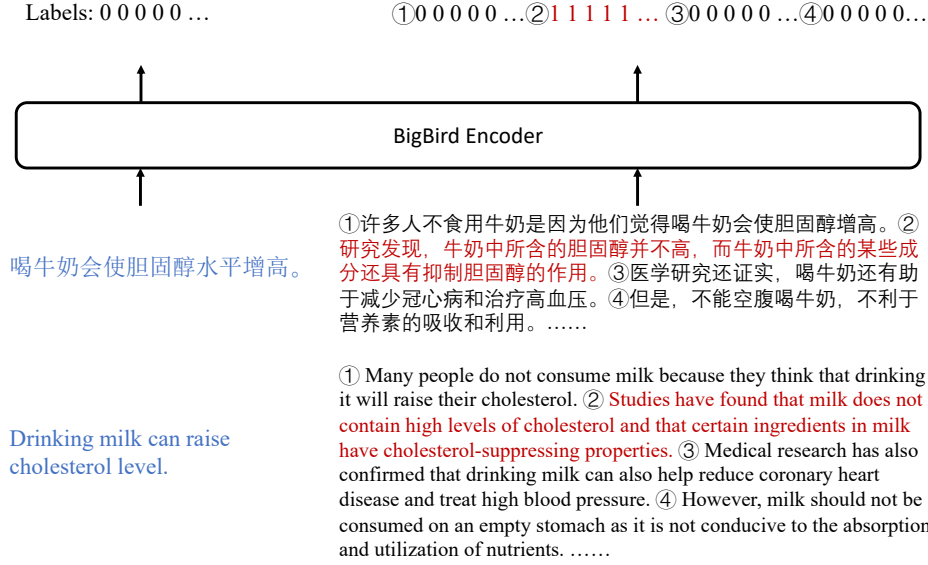 Labels: 0 0 0 0 0 …
①0 0 0 0 0 …②1 1 1 1 1 … ③0 0 0 0 0 …④0 0 0 0 0…
BigBird Encoder
喝牛奶会使胆固醇水平增高。
①许多人不食用牛奶是因为他们觉得喝牛奶会使胆固醇增高。②
研究发现，牛奶中所含的胆固醇并不高，而牛奶中所含的某些成
分还具有抑制胆固醇的作用。③医学研究还证实，喝牛奶还有助
于减少冠心病和治疗高血压。④但是，不能空腹喝牛奶，不利于
营养素的吸收和利用。……
Drinking milk can raise
cholesterol level.
① Many people do not consume milk because they think that drinking
it will raise their cholesterol. ② Studies have found that milk does not
contain high levels of cholesterol and that certain ingredients in milk
have cholesterol-suppressing properties. ③ Medical research has also
confirmed that drinking milk can also help reduce coronary heart
disease and treat high blood pressure. ④ However, milk should not be
consumed on an empty stomach as it is not conducive to the absorption
and utilization of nutrients. ……